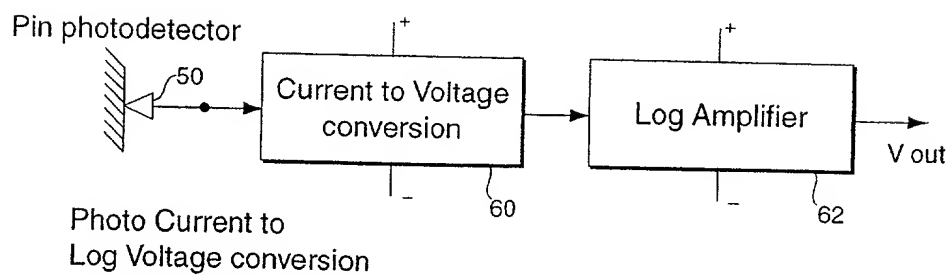 Pin photodetector
50
+
Current to Voltage
conversion
−
60
+
Log Amplifier
−
62
V out
Photo Current to
Log Voltage conversion